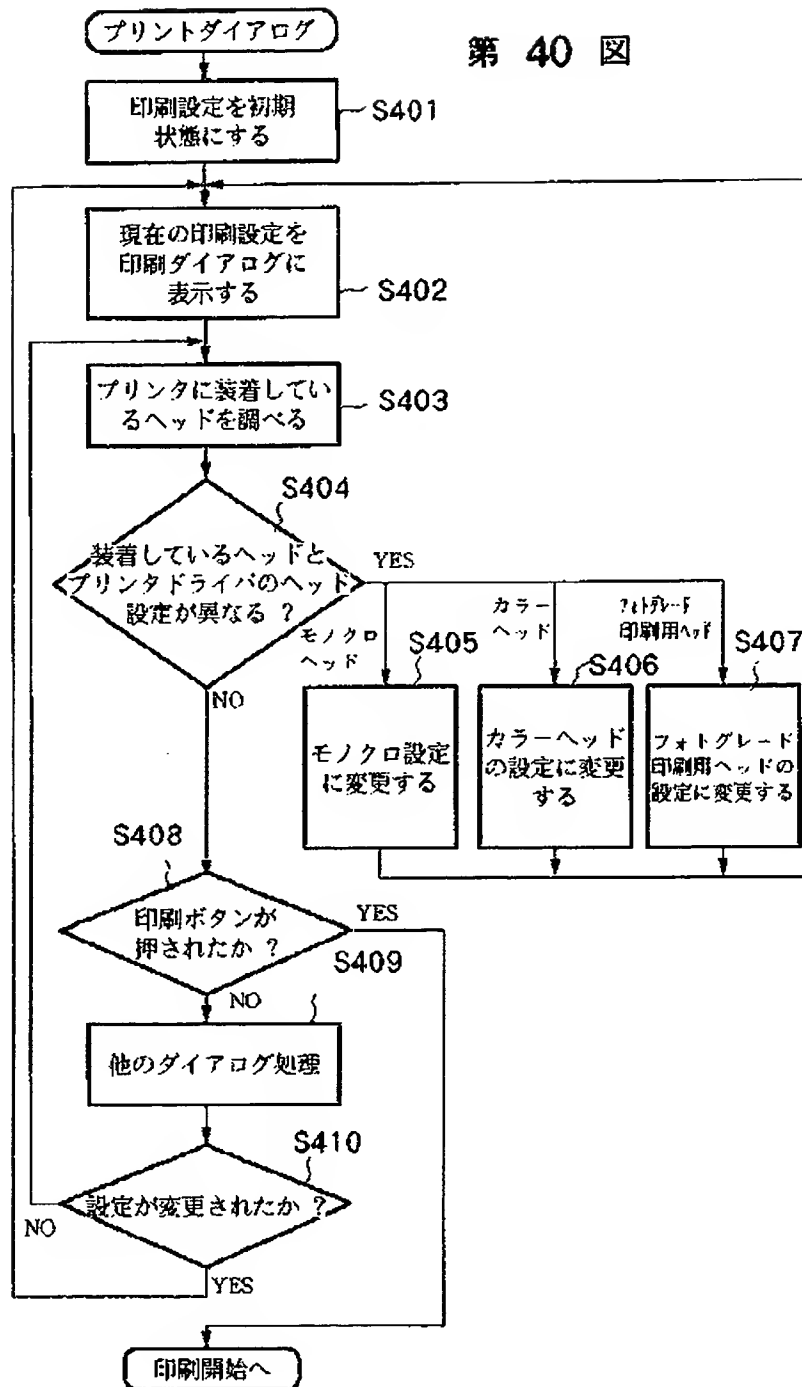 プリントダイアログ
第 40 図
印刷設定を初期
状態にする
S401
現在の印刷設定を
印刷ダイアログに
表示する
S402
プリンタに装着してい
るヘッドを調べる
S403
S404
装着しているヘッドと
プリンタドライバのヘッド
設定が異なる ?
YES
NO
モノクロ
ヘッド
S405
モノクロ設定
に変更する
カラー
ヘッド
S406
カラーヘッド
の設定に変更
する
フォトグレード
印刷用ヘッド
S407
フォトグレード
印刷用ヘッドの
設定に変更する
S408
印刷ボタンが
押されたか ?
YES
NO
S409
他のダイアログ処理
S410
設定が変更されたか ?
NO
YES
印刷開始へ